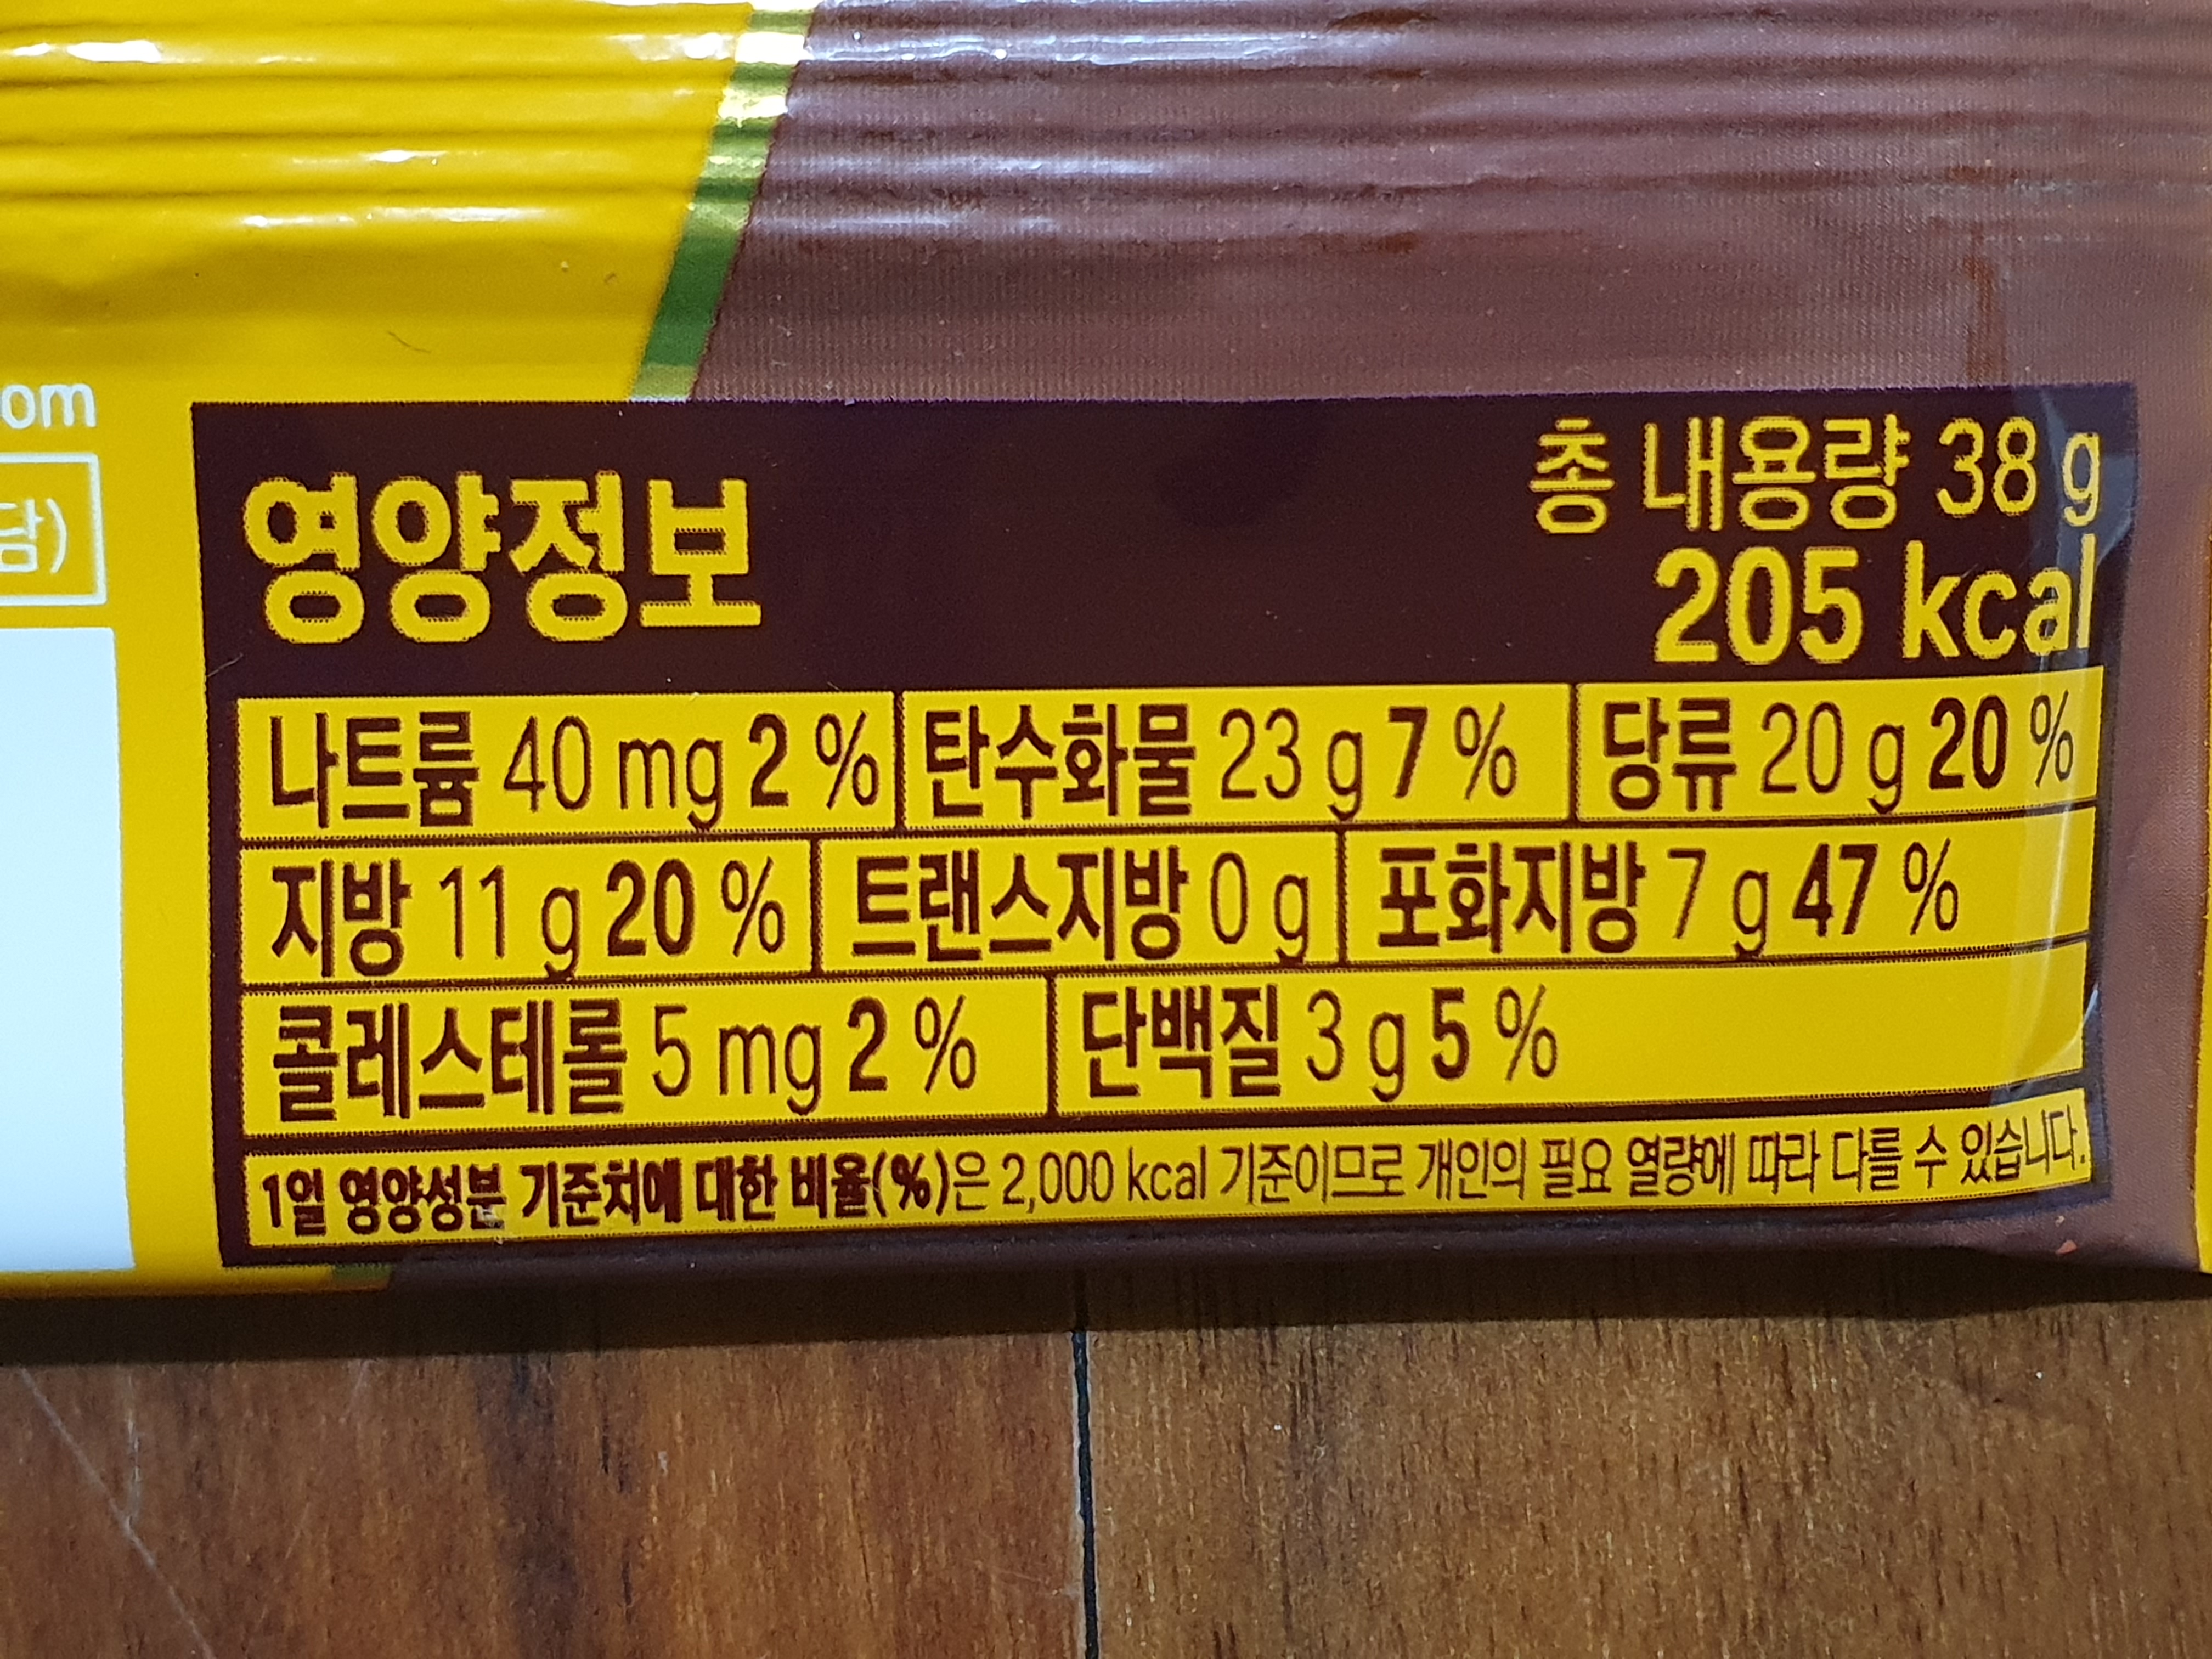 om
담)
영양정보
총 내용량 38 g
205 kcal
나트륨 40 mg 2 % 탄수화물 23 g 7 % 당류 20 g 20 %
지방 11 g 20 % 트랜스지방 0 g 포화지방 7 g 47 %
콜레스테롤 5 mg 2 % 단백질 3 g 5 %
1일 영양성분 기준치에 대한 비율(%)은 2,000 kcal 기준이므로 개인의 필요 열량에 따라 다를 수 있습니다.